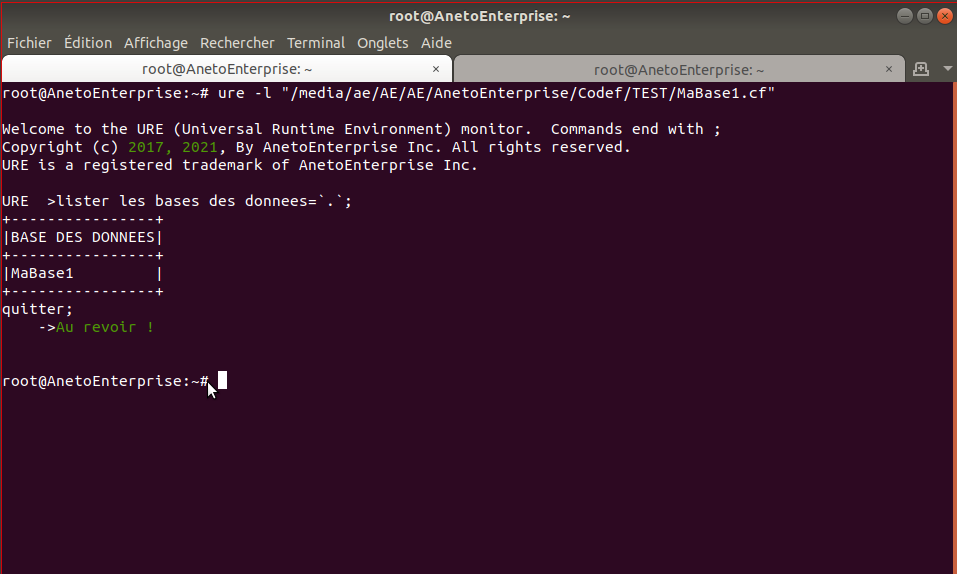 root@AnetoEnterprise: ~
Fichier Édition Affichage Rechercher Terminal Onglets Aide
root@AnetoEnterprise: ~ × root@AnetoEnterprise: ~ ×
root@AnetoEnterprise:~# ure -l "/media/ae/AE/AE/AnetoEnterprise/Codef/TEST/MaBase1.cf"
Welcome to the URE (Universal Runtime Environment) monitor.  Commands end with ;
Copyright (c) 2017, 2021, By AnetoEnterprise Inc. All rights reserved.
URE is a registered trademark of AnetoEnterprise Inc.
URE  >lister les bases des donnees=`.`;
+----------------+
|BASE DES DONNEES|
+----------------+
|MaBase1         |
+----------------+
quitter;
    ->Au revoir !
root@AnetoEnterprise:~#